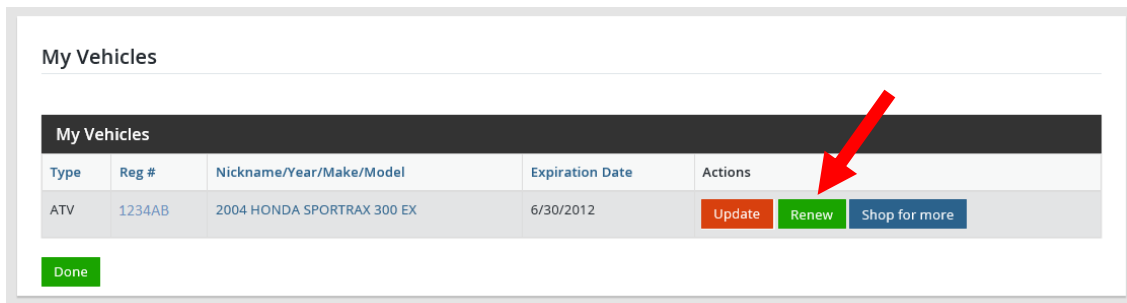 My Vehicles
My Vehicles
Type Reg # Nickname/Year/Make/Model Expiration Date Actions
ATV 1234AB 2004 HONDA SPORTRAX 300 EX 6/30/2012 Update Renew Shop for more
Done